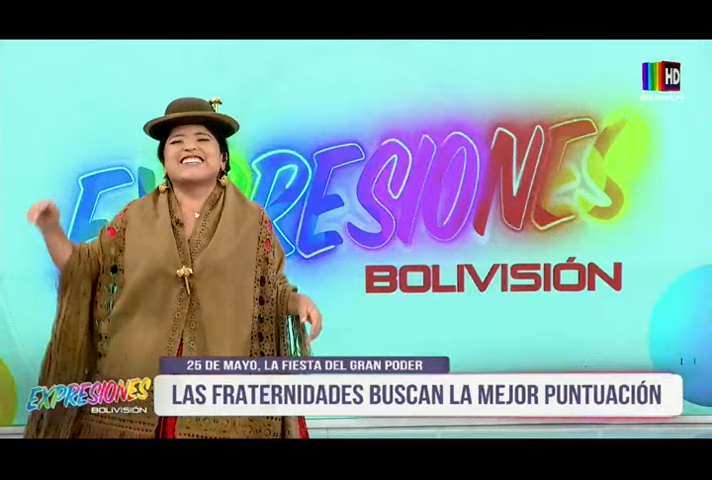 HD
BOLIVISIÓN
EXPRESIONES
BOLIVISIÓN
25 DE MAYO, LA FIESTA DEL GRAN PODER
EXPRESIONES
BOLIVISIÓN
LAS FRATERNIDADES BUSCAN LA MEJOR PUNTUACIÓN